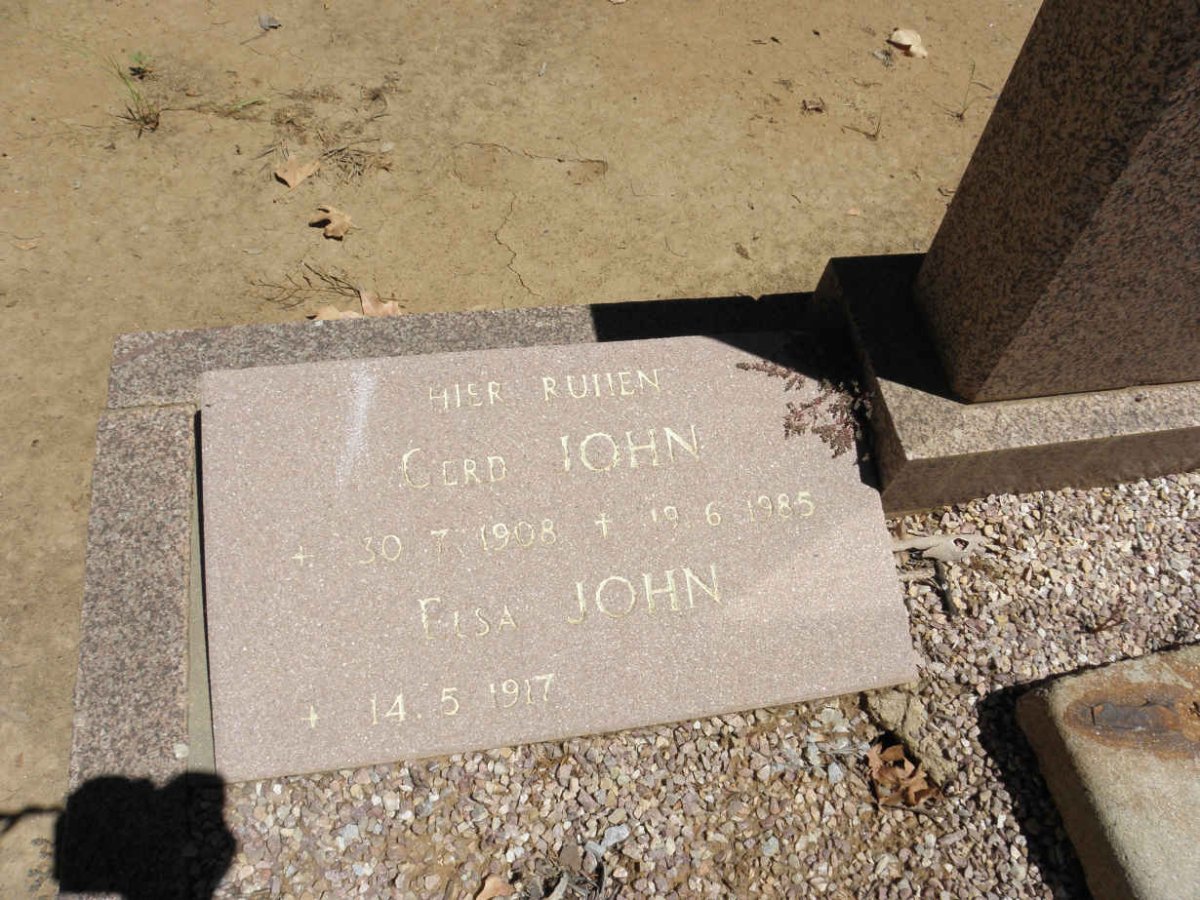 HIER RUHEN
GERD JOHN
+ 30 7 1908 + 19. 6 1985
ELSA JOHN
+ 14. 5 1917